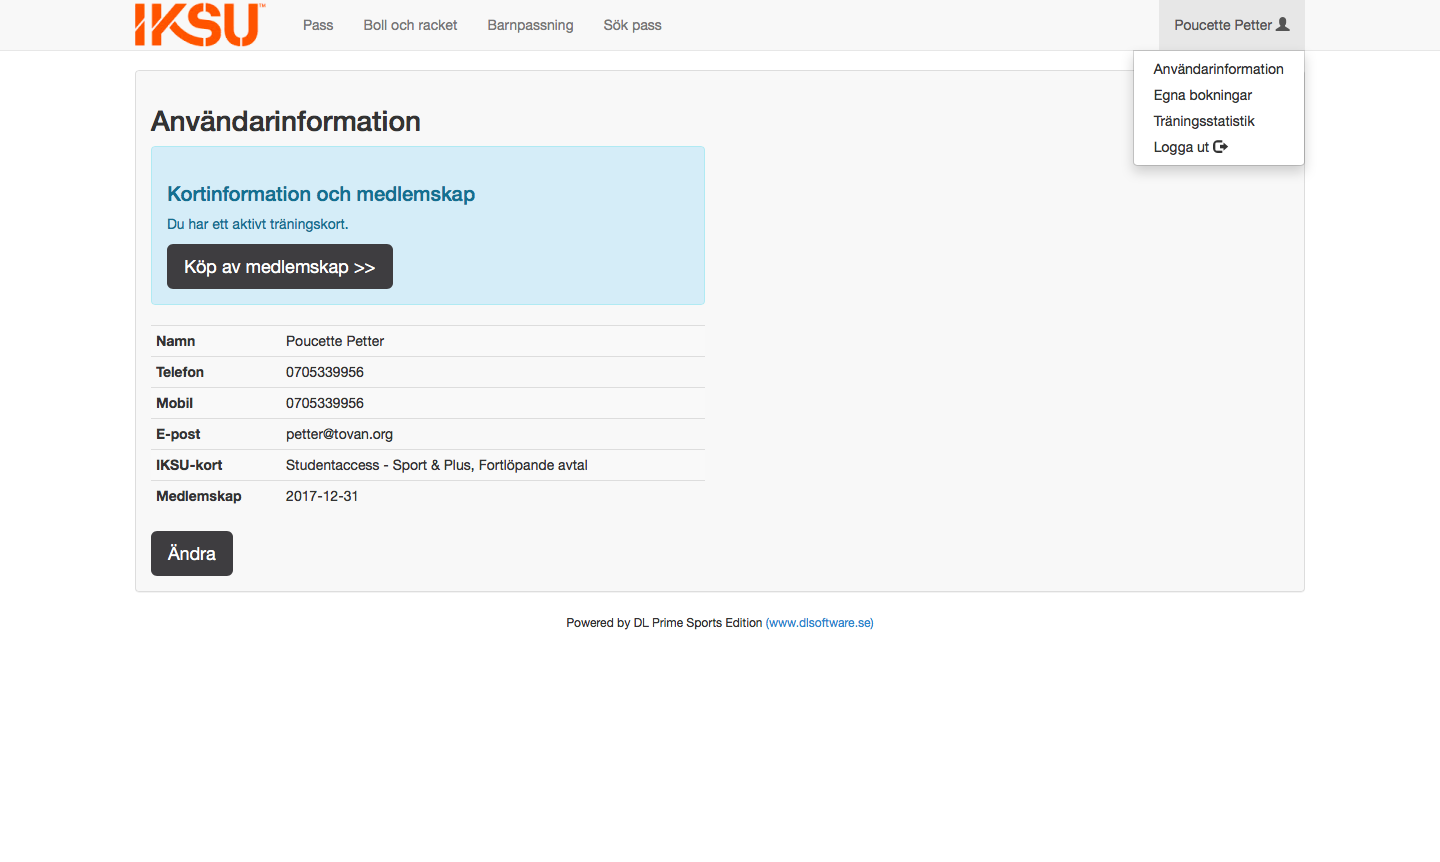 IKSU™ Pass Boll och racket Barnpassning Sök pass Poucette Petter
Användarinformation
Egna bokningar
Träningsstatistik
Logga ut
Användarinformation
Kortinformation och medlemskap
Du har ett aktivt träningskort.
Köp av medlemskap >>
Namn Poucette Petter
Telefon 0705339956
Mobil 0705339956
E-post petter@tovan.org
IKSU-kort Studentaccess - Sport & Plus, Fortlöpande avtal
Medlemskap 2017-12-31
Ändra
Powered by DL Prime Sports Edition (www.dlsoftware.se)